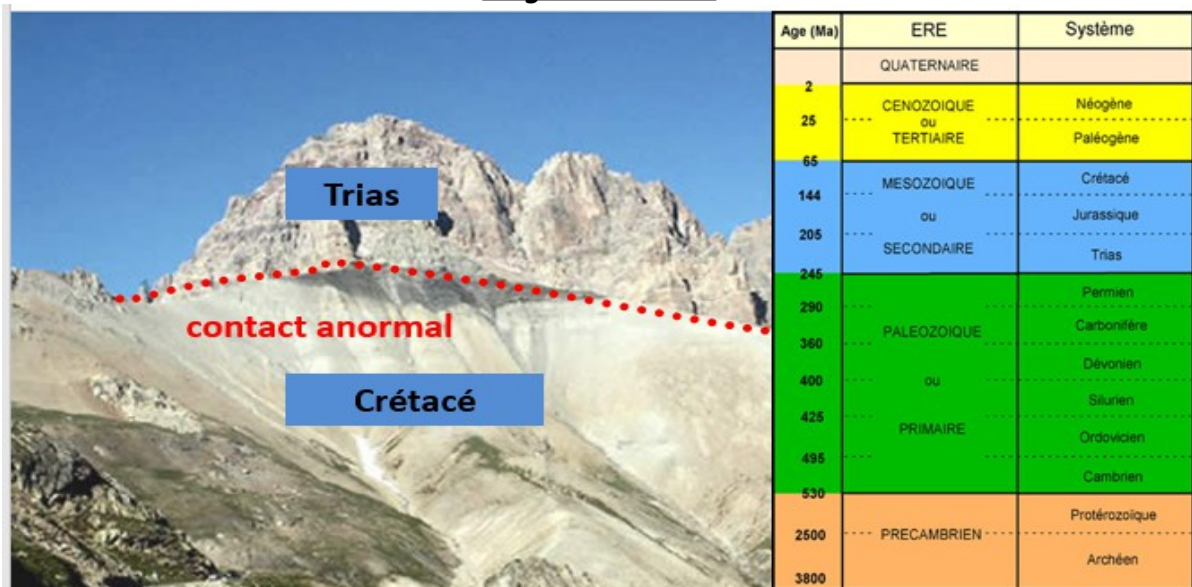 Trias
contact anormal
Crétacé
Age (Ma) ERE Système
QUATERNAIRE
2
CENOZOIQUE Néogène
25 ou
TERTIAIRE Paléogène
65
MESOZOIQUE Crétacé
144
ou Jurassique
205
SECONDAIRE Trias
245
Permien
290
PALEOZOIQUE Carbonifère
360
Dévonien
400 ou
Silurien
425
PRIMAIRE Ordovicien
495
Cambrien
530
Protérozoïque
2500 PRECAMBRIEN
Archéen
3800